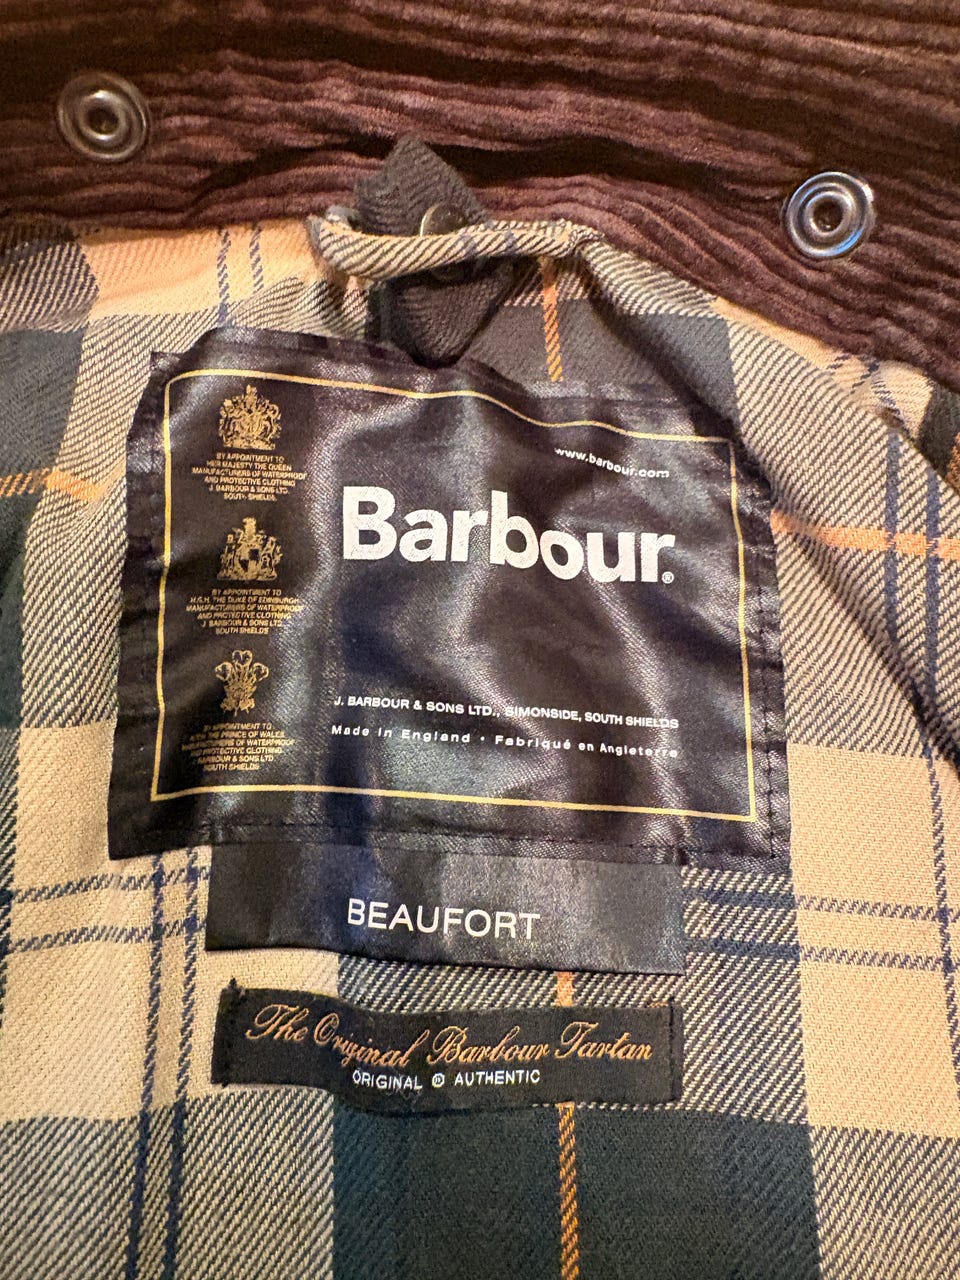 www.barbour.com
Barbour®
BY APPOINTMENT TO
HER MAJESTY THE QUEEN
MANUFACTURERS OF WATERPROOF
AND PROTECTIVE CLOTHING
J. BARBOUR & SONS LTD.
SOUTH SHIELDS
BY APPOINTMENT TO
H.R.H. THE DUKE OF EDINBURGH
MANUFACTURERS OF WATERPROOF
AND PROTECTIVE CLOTHING
J. BARBOUR & SONS LTD.
SOUTH SHIELDS
BY APPOINTMENT TO
THE PRINCE OF WALES
MANUFACTURERS OF WATERPROOF
AND PROTECTIVE CLOTHING
BARBOUR & SONS LTD.
SOUTH SHIELDS
J. BARBOUR & SONS LTD., SIMONSIDE, SOUTH SHIELDS
Made in England • Fabriqué en Angleterre
BEAUFORT
The Original Barbour Tartan
ORIGINAL AUTHENTIC